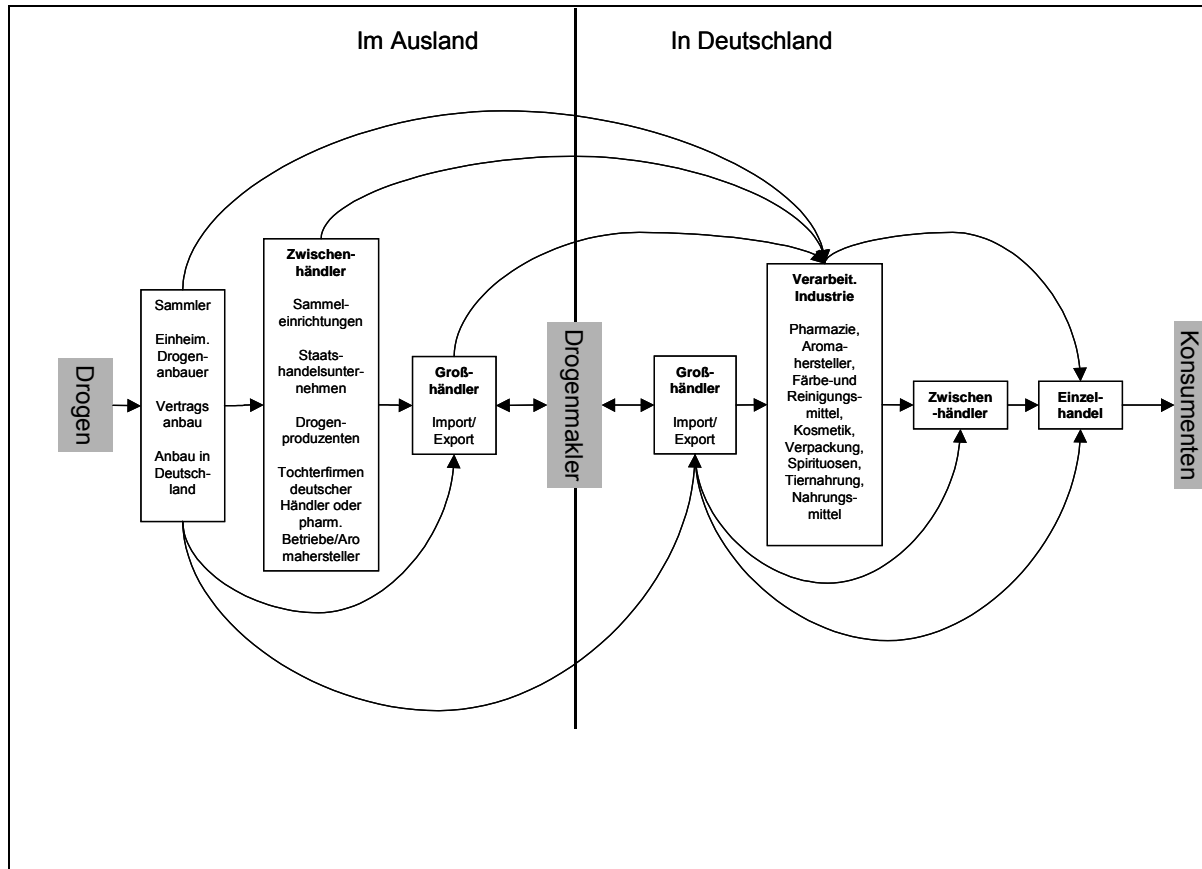 Im Ausland
In Deutschland
Drogen
Sammler
Einheim.
Drogen-
anbauer
Vertrags
anbau
Anbau in
Deutsch-
land
Zwischen-
händler
Sammel-
einrichtungen
Staats-
handelsunter-
nehmen
Drogen-
produzenten
Tochterfirmen
deutscher
Händler oder
pharm.
Betriebe/Aro
mahersteller
Groß-
händler
Import/
Export
Drogenmakler
Groß-
händler
Import/
Export
Verarbeit.
Industrie
Pharmazie,
Aroma-
hersteller,
Färbe-und
Reinigungs-
mittel,
Kosmetik,
Verpackung,
Spirituosen,
Tiernahrung,
Nahrungs-
mittel
Zwischen
-händler
Einzel-
handel
Konsumenten